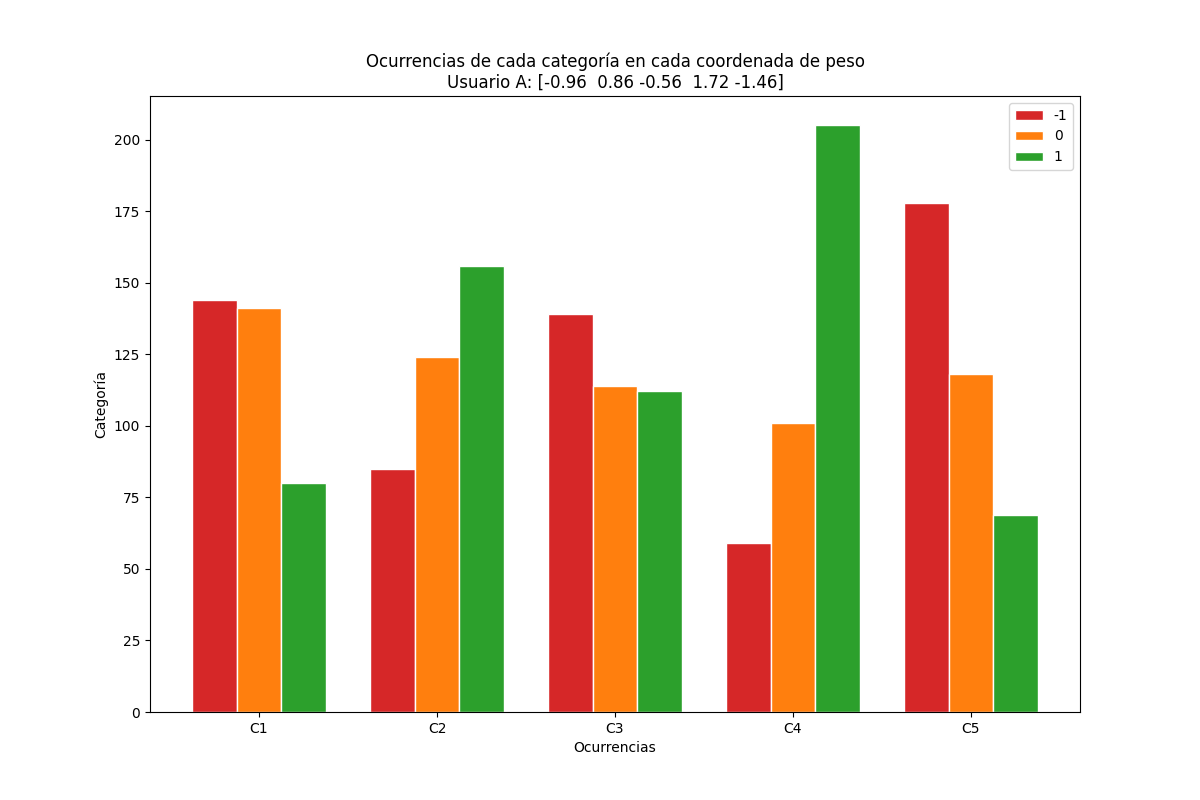 Ocurrencias de cada categoría en cada coordenada de peso
Usuario A: [-0.96  0.86 -0.56  1.72 -1.46]
-1
0
1
200
175
150
125
100
75
50
25
0
Categoría
C1 C2 C3 C4 C5
Ocurrencias